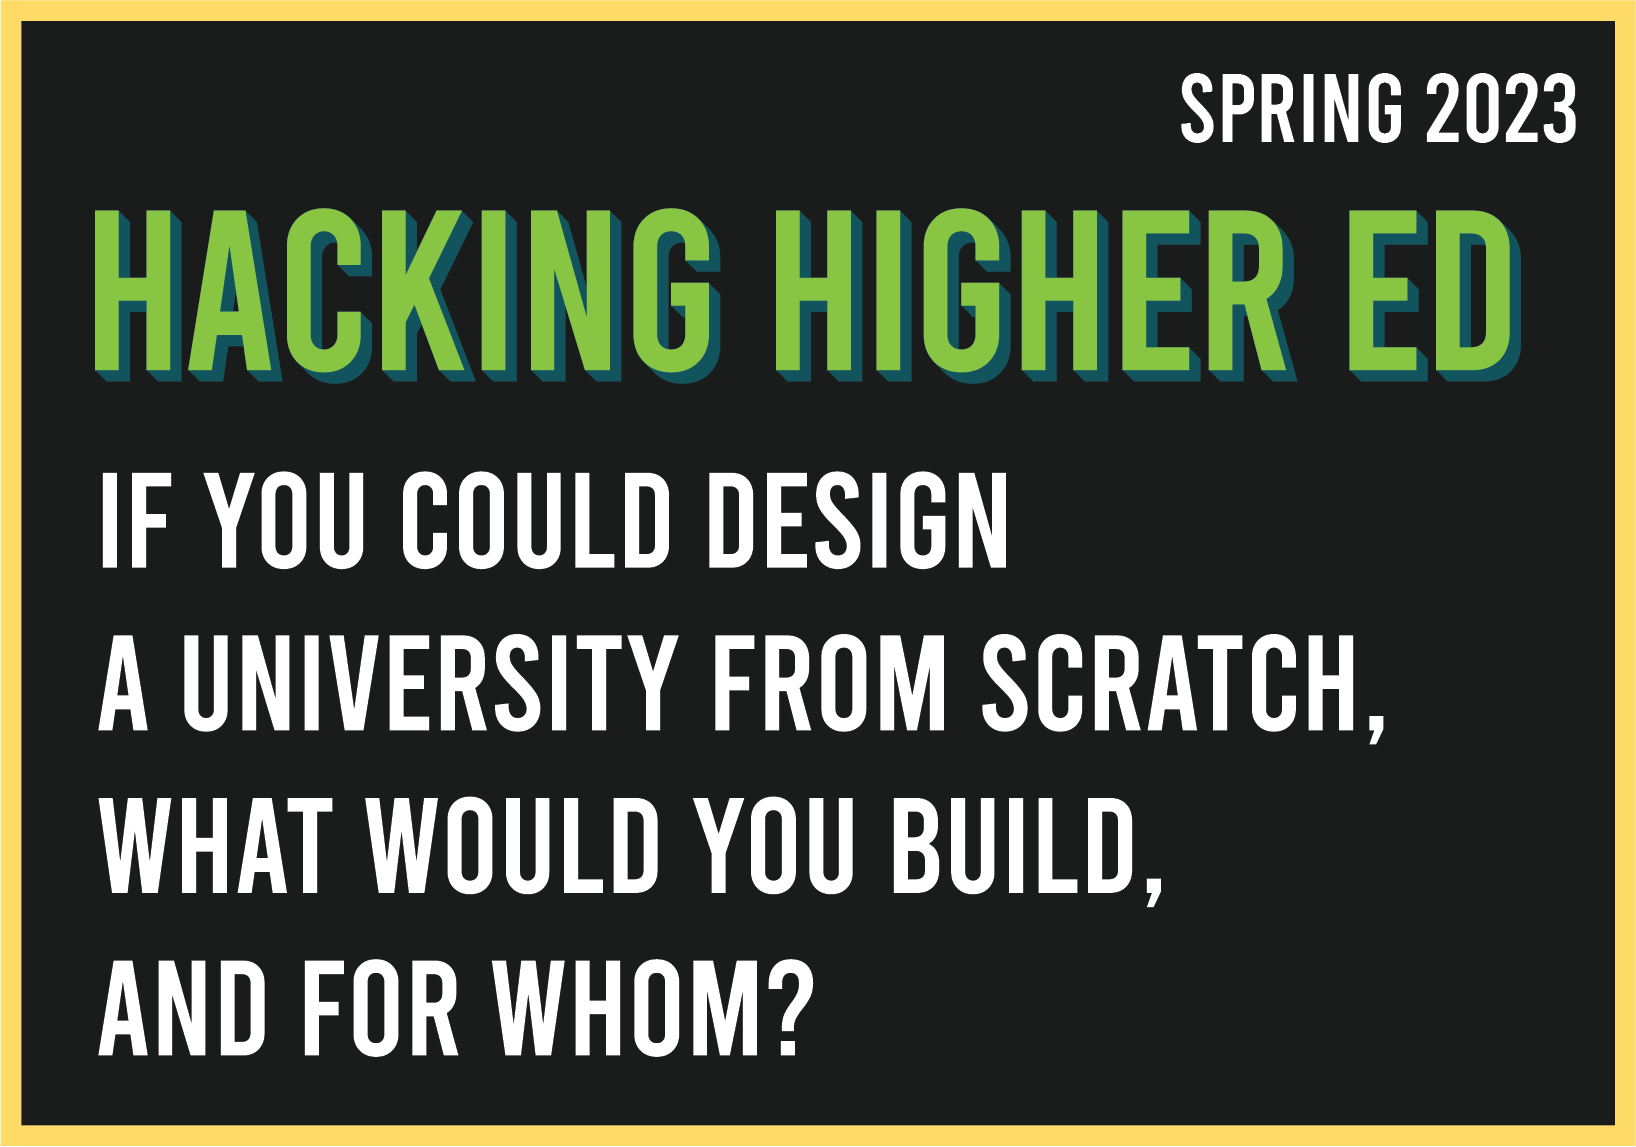 SPRING 2023
HACKING HIGHER ED
IF YOU COULD DESIGN
A UNIVERSITY FROM SCRATCH,
WHAT WOULD YOU BUILD,
AND FOR WHOM?